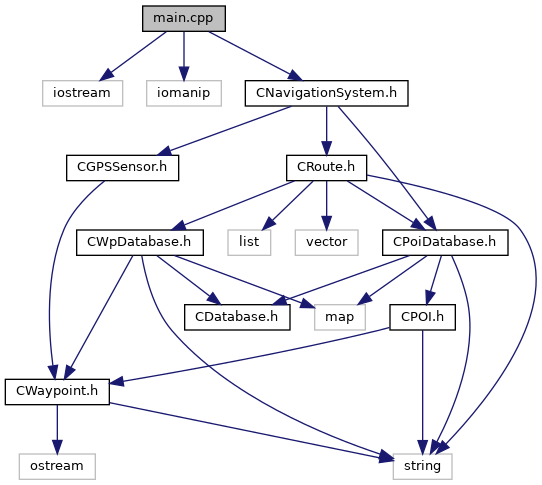 main.cpp
iostream
iomanip
CNavigationSystem.h
CGPSSensor.h
CRoute.h
CWpDatabase.h
list
vector
CPoiDatabase.h
CDatabase.h
map
CPOI.h
CWaypoint.h
ostream
string